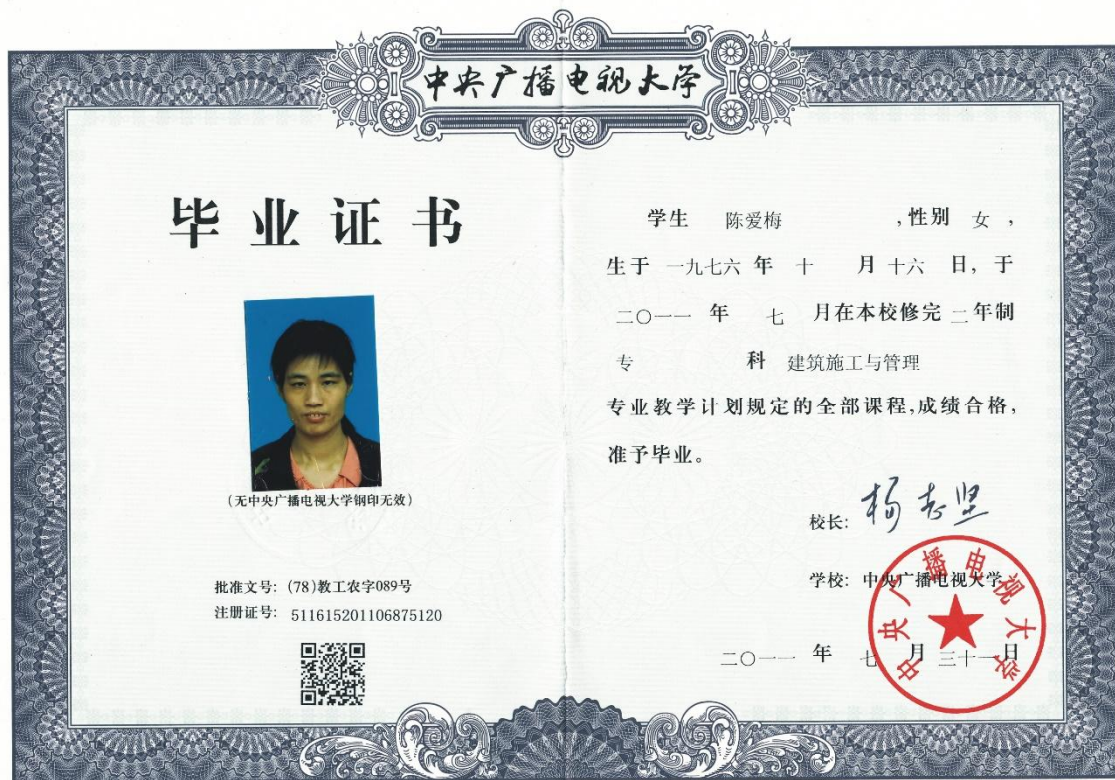 中央广播电视大学
毕业证书
(无中央广播电视大学钢印无效)
批准文号: (78)教工农字089号
注册证号: 511615201106875120
学生 陈爱梅 ,性别 女 ,
生于 一九七六 年 十 月 十六 日, 于
二〇一一 年 七 月在本校修完 二年制
专 科 建筑施工与管理
专业教学计划规定的全部课程,成绩合格,
准予毕业。
校长: 杨志坚
学校: 中央广播电视大学
二〇一一 年 七 月 三十一日
中央广播电视大学